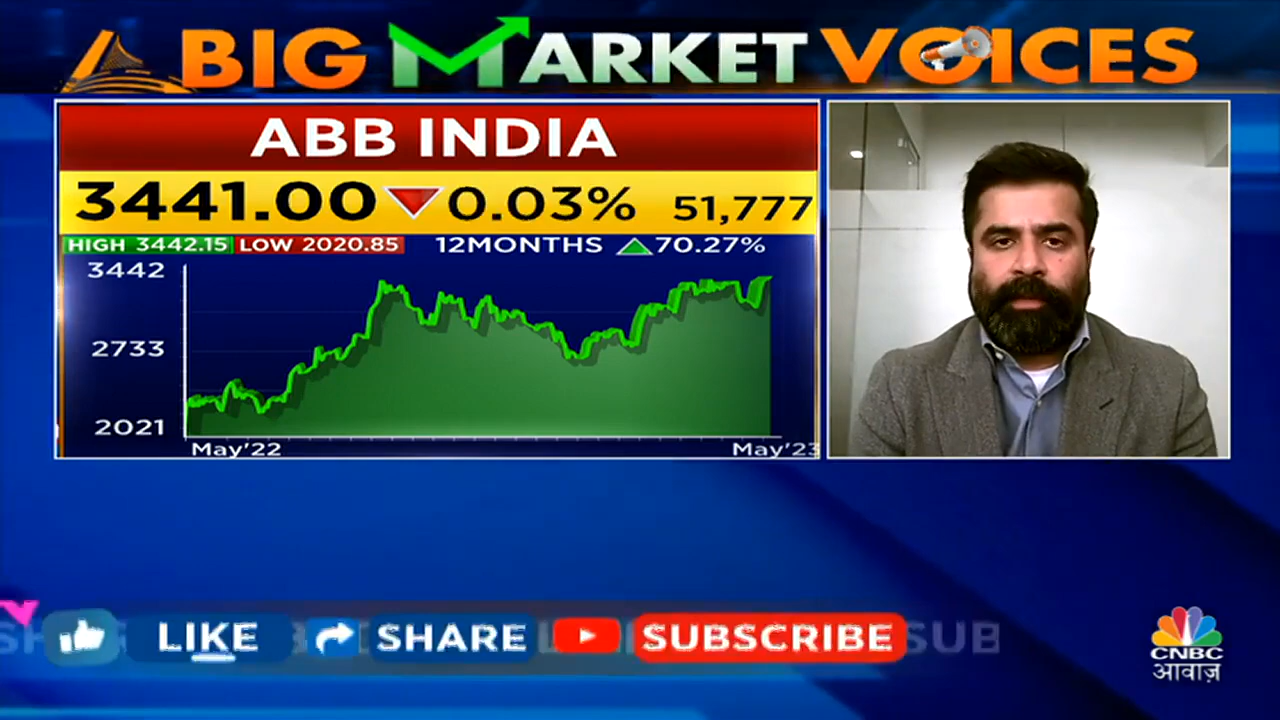 BIG MARKET VOICES
ABB INDIA
3441.00 0.03% 51,777
HIGH 3442.15 LOW 2020.85 12MONTHS 70.27%
3442
2733
2021
May'22 May'23
LIKE SHARE SUBSCRIBE SUB
CNBC
आवाज़